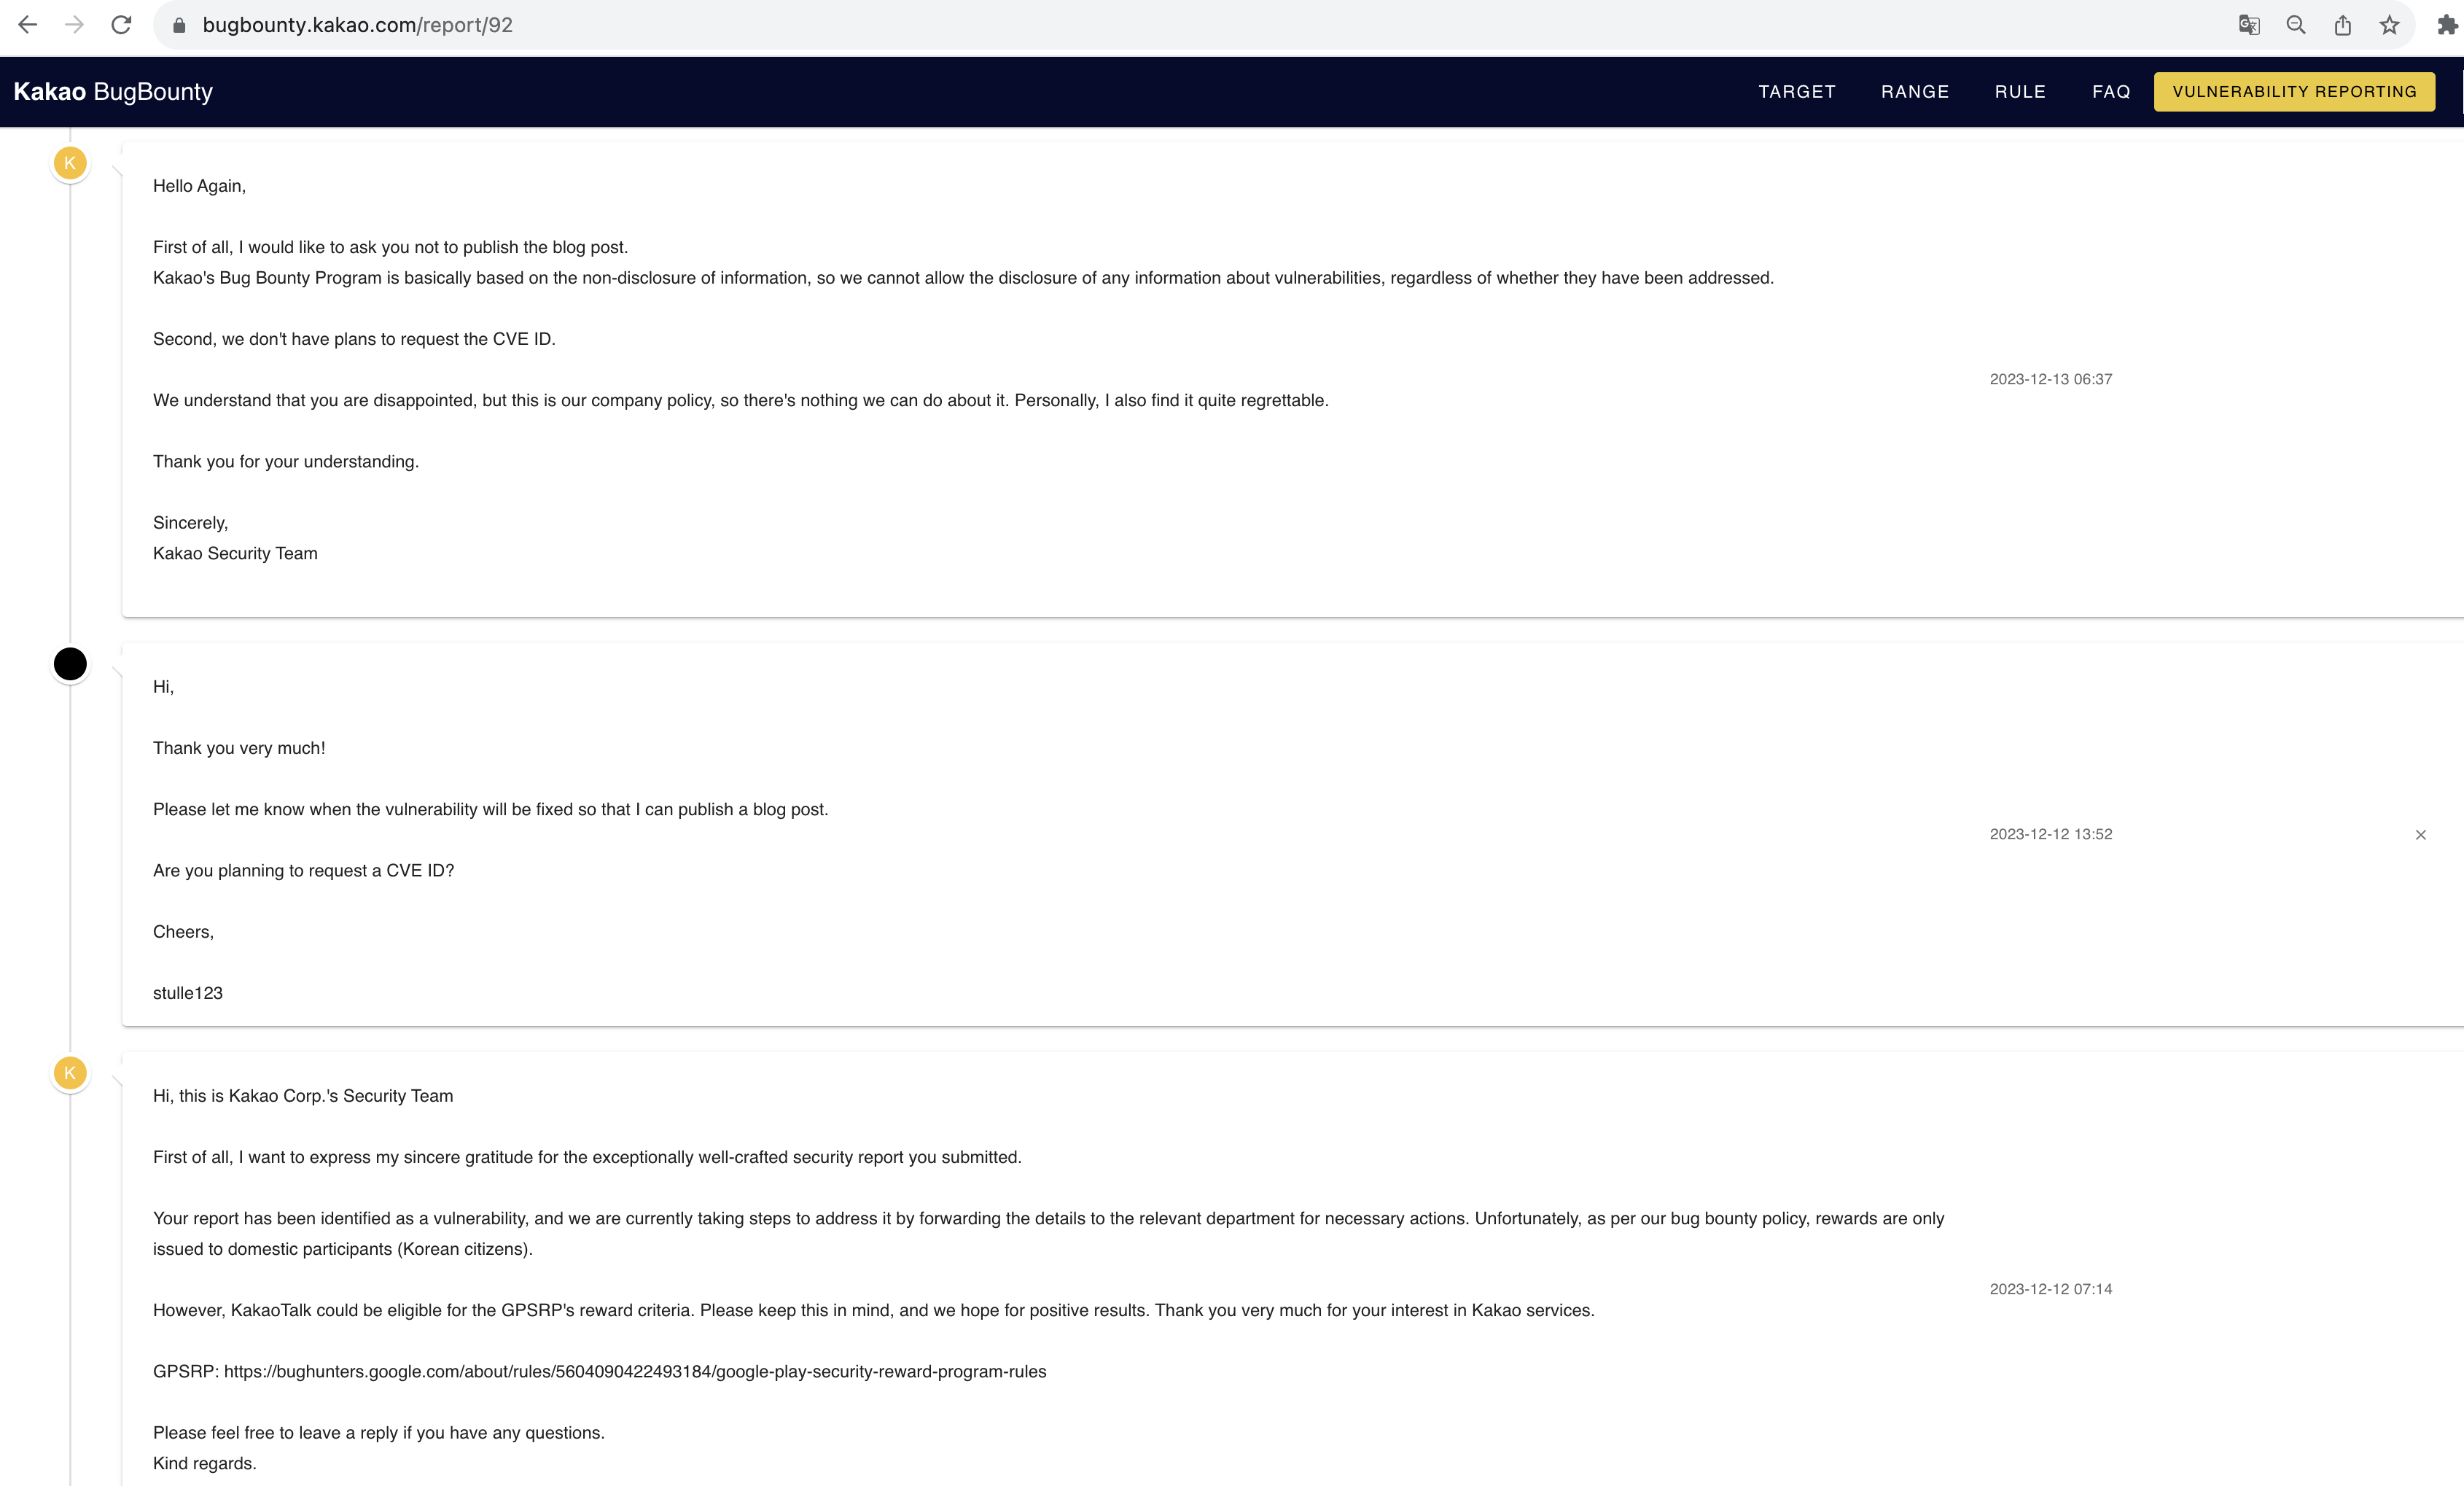 bugbounty.kakao.com/report/92
Kakao BugBounty
TARGET
RANGE
RULE
FAQ
VULNERABILITY REPORTING
K
Hello Again,
First of all, I would like to ask you not to publish the blog post.
Kakao's Bug Bounty Program is basically based on the non-disclosure of information, so we cannot allow the disclosure of any information about vulnerabilities, regardless of whether they have been addressed.
Second, we don't have plans to request the CVE ID.
2023-12-13 06:37
We understand that you are disappointed, but this is our company policy, so there's nothing we can do about it. Personally, I also find it quite regrettable.
Thank you for your understanding.
Sincerely,
Kakao Security Team
Hi,
Thank you very much!
Please let me know when the vulnerability will be fixed so that I can publish a blog post.
2023-12-12 13:52
Are you planning to request a CVE ID?
Cheers,
stulle123
K
Hi, this is Kakao Corp.'s Security Team
First of all, I want to express my sincere gratitude for the exceptionally well-crafted security report you submitted.
Your report has been identified as a vulnerability, and we are currently taking steps to address it by forwarding the details to the relevant department for necessary actions. Unfortunately, as per our bug bounty policy, rewards are only
issued to domestic participants (Korean citizens).
2023-12-12 07:14
However, KakaoTalk could be eligible for the GPSRP's reward criteria. Please keep this in mind, and we hope for positive results. Thank you very much for your interest in Kakao services.
GPSRP: https://bughunters.google.com/about/rules/5604090422493184/google-play-security-reward-program-rules
Please feel free to leave a reply if you have any questions.
Kind regards.